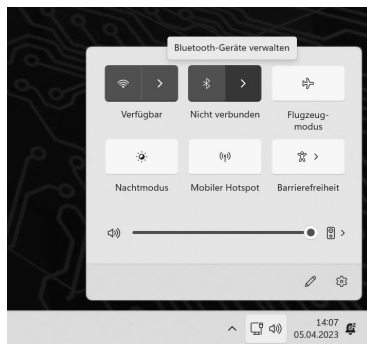 Bluetooth-Geräte verwalten
Verfügbar
Nicht verbunden
Flugzeug-
modus
Nachtmodus
Mobiler Hotspot
Barrierefreiheit
14:07
05.04.2023